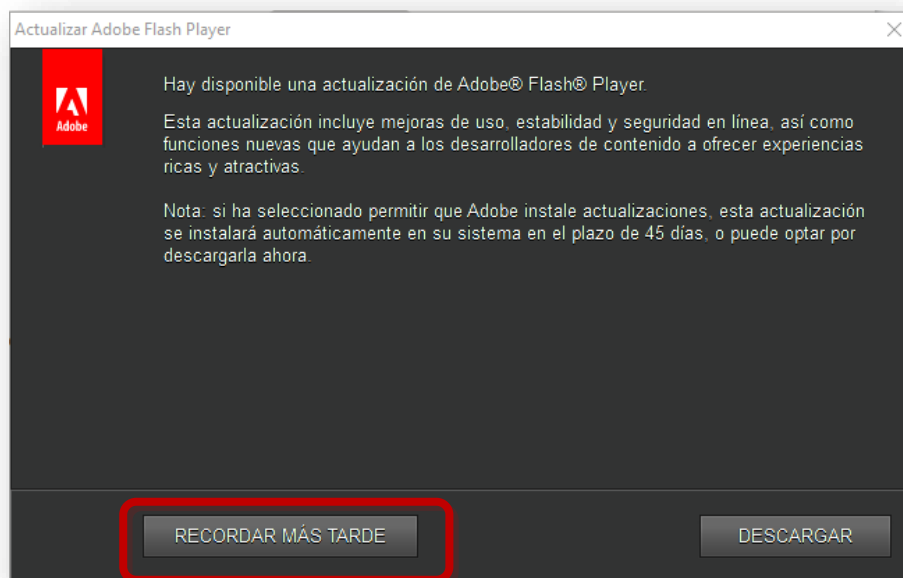 Actualizar Adobe Flash Player
Adobe
Hay disponible una actualización de Adobe® Flash® Player.
Esta actualización incluye mejoras de uso, estabilidad y seguridad en línea, así como
funciones nuevas que ayudan a los desarrolladores de contenido a ofrecer experiencias
ricas y atractivas.
Nota: si ha seleccionado permitir que Adobe instale actualizaciones, esta actualización
se instalará automáticamente en su sistema en el plazo de 45 días, o puede optar por
descargarla ahora.
RECORDAR MÁS TARDE
DESCARGAR